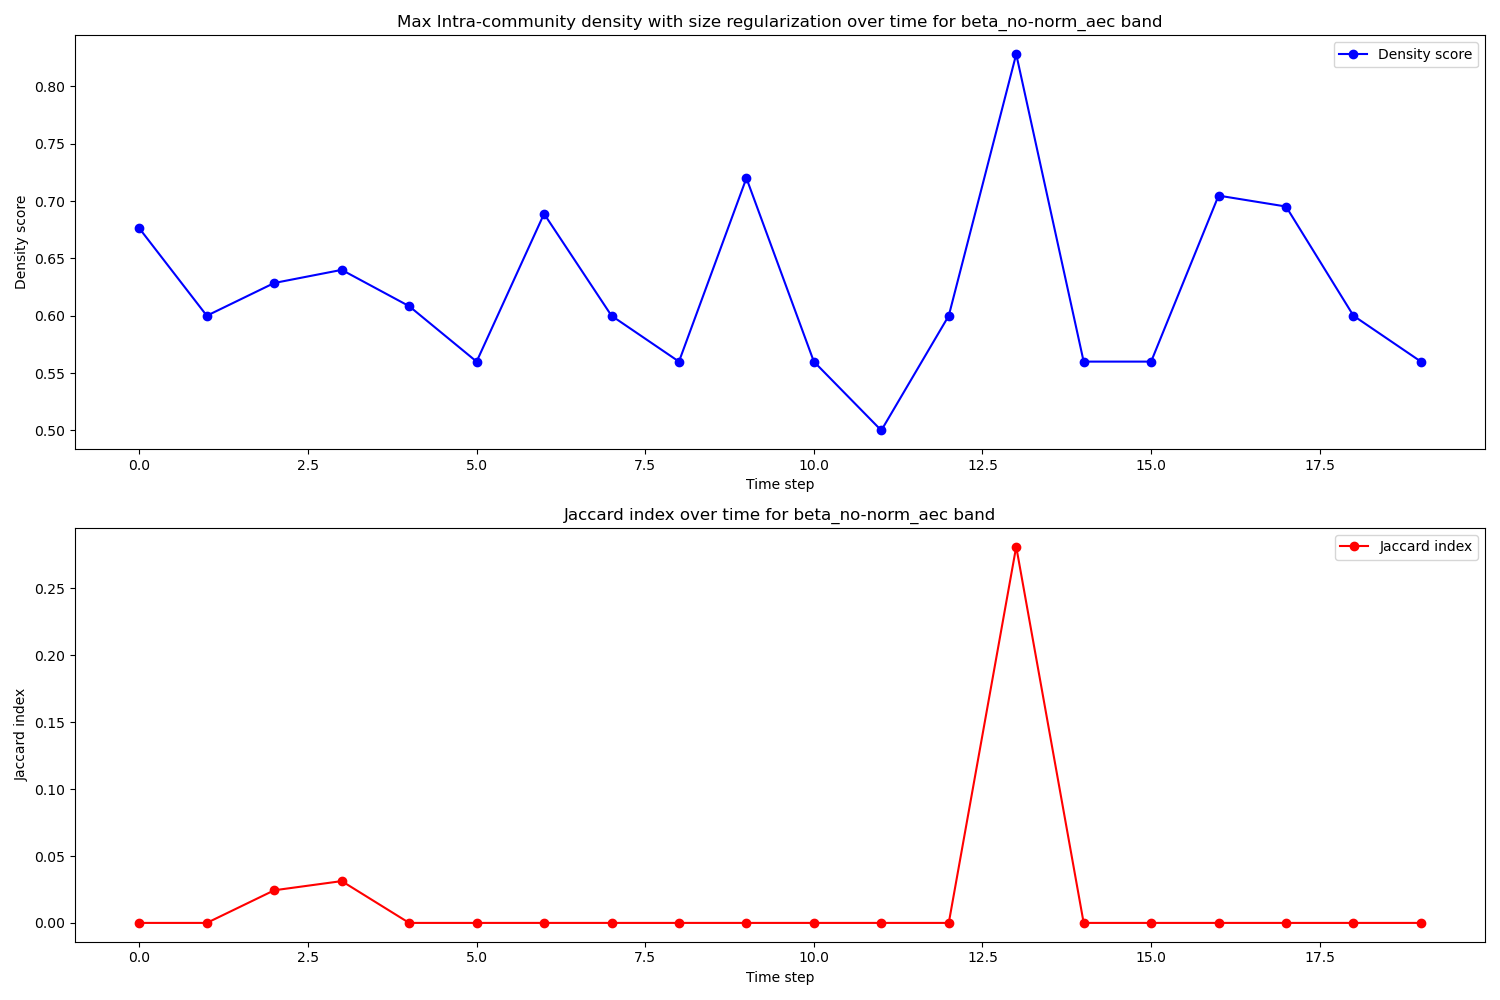 Max Intra-community density with size regularization over time for beta_no-norm_aec band
Density score
0.80
0.75
0.70
0.65
0.60
0.55
0.50
Density score
0.0 2.5 5.0 7.5 10.0 12.5 15.0 17.5
Time step
Jaccard index over time for beta_no-norm_aec band
Jaccard index
0.25
0.20
0.15
0.10
0.05
0.00
Jaccard index
0.0 2.5 5.0 7.5 10.0 12.5 15.0 17.5
Time step